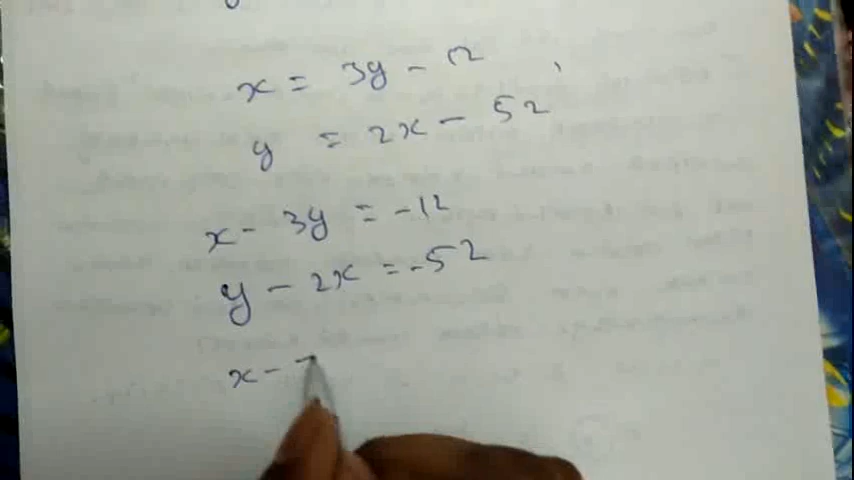 x = 3y - 12
y = 2x - 52
x - 3y = -12
y - 2x = -52
x -